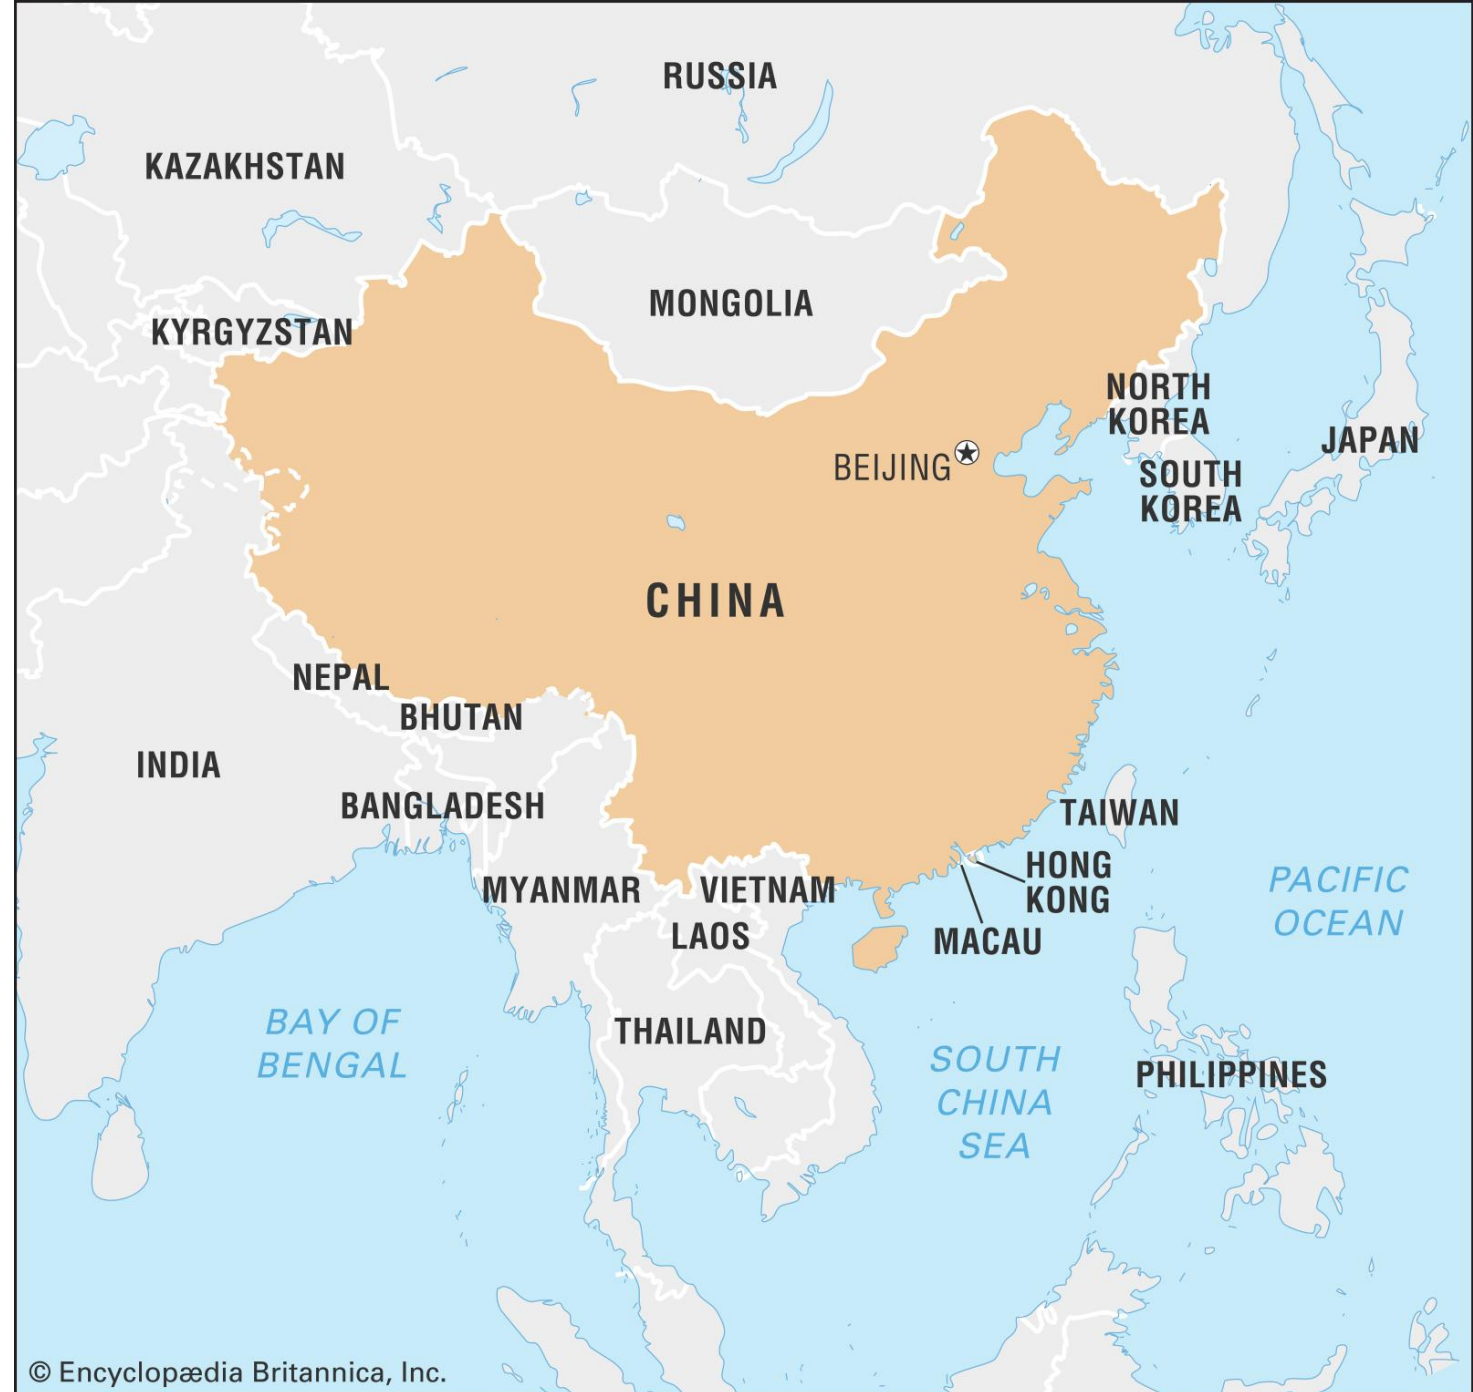 RUSSIA
KAZAKHSTAN
MONGOLIA
KYRGYZSTAN
NORTH
KOREA
JAPAN
BEIJING
SOUTH
KOREA
CHINA
NEPAL
BHUTAN
INDIA
BANGLADESH
TAIWAN
HONG
KONG
MYANMAR
VIETNAM
PACIFIC
OCEAN
LAOS
MACAU
BAY OF
BENGAL
THAILAND
SOUTH
CHINA
SEA
PHILIPPINES
© Encyclopædia Britannica, Inc.